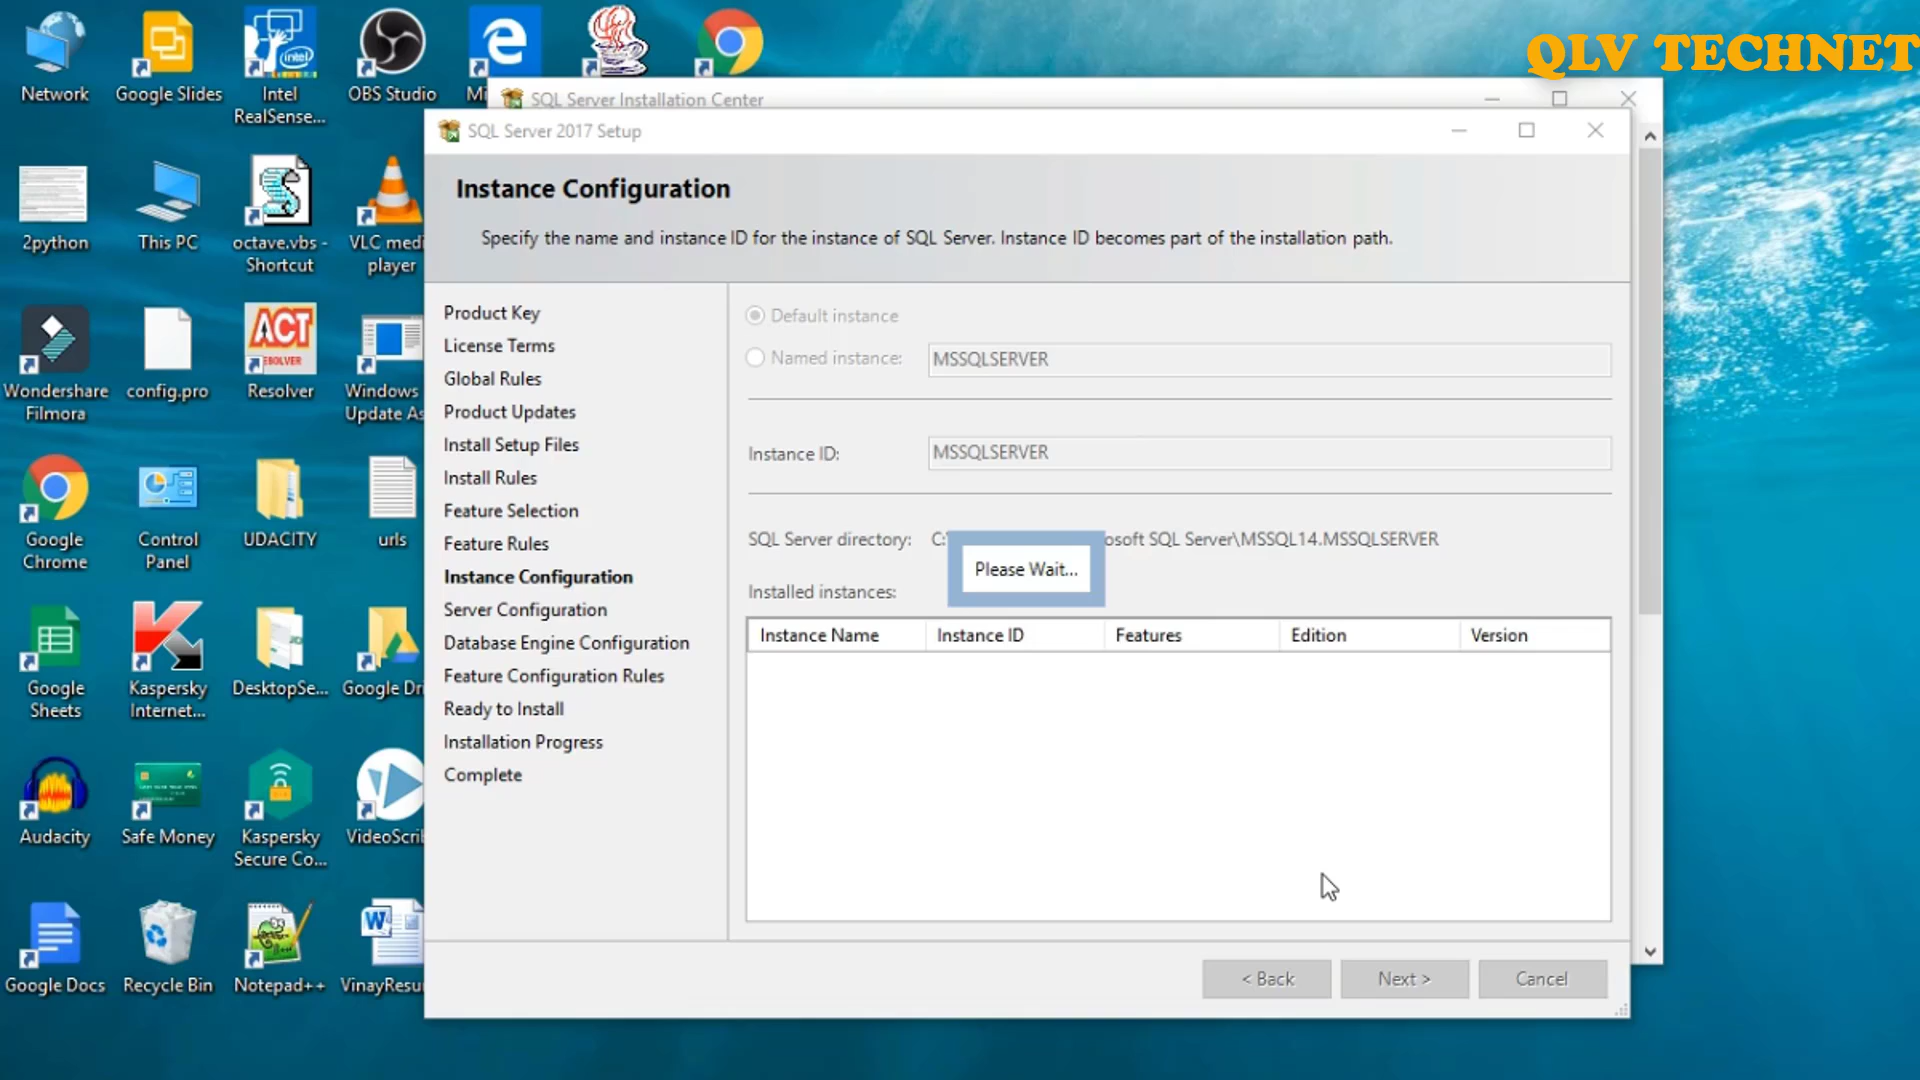 QLV TECHNET
Network
Google Slides
Intel
RealSense...
OBS Studio
SQL Server Installation Center
SQL Server 2017 Setup
Instance Configuration
Specify the name and instance ID for the instance of SQL Server. Instance ID becomes part of the installation path.
2python
This PC
octave.vbs -
Shortcut
VLC medi
player
Wondershare
Filmora
config.pro
ACT
Resolver
Windows
Update As
Google
Chrome
Control
Panel
UDACITY
urls
Google
Sheets
Kaspersky
Internet...
DesktopSe...
Google Dri
Audacity
Safe Money
Kaspersky
Secure Co...
VideoScri
Google Docs
Recycle Bin
Notepad++
VinayResu
Product Key
License Terms
Global Rules
Product Updates
Install Setup Files
Install Rules
Feature Selection
Feature Rules
Instance Configuration
Server Configuration
Database Engine Configuration
Feature Configuration Rules
Ready to Install
Installation Progress
Complete
Default instance
Named instance: MSSQLSERVER
Instance ID: MSSQLSERVER
SQL Server directory: C:\ osoft SQL Server\MSSQL14.MSSQLSERVER
Please Wait...
Installed instances:
Instance Name Instance ID Features Edition Version
< Back Next > Cancel